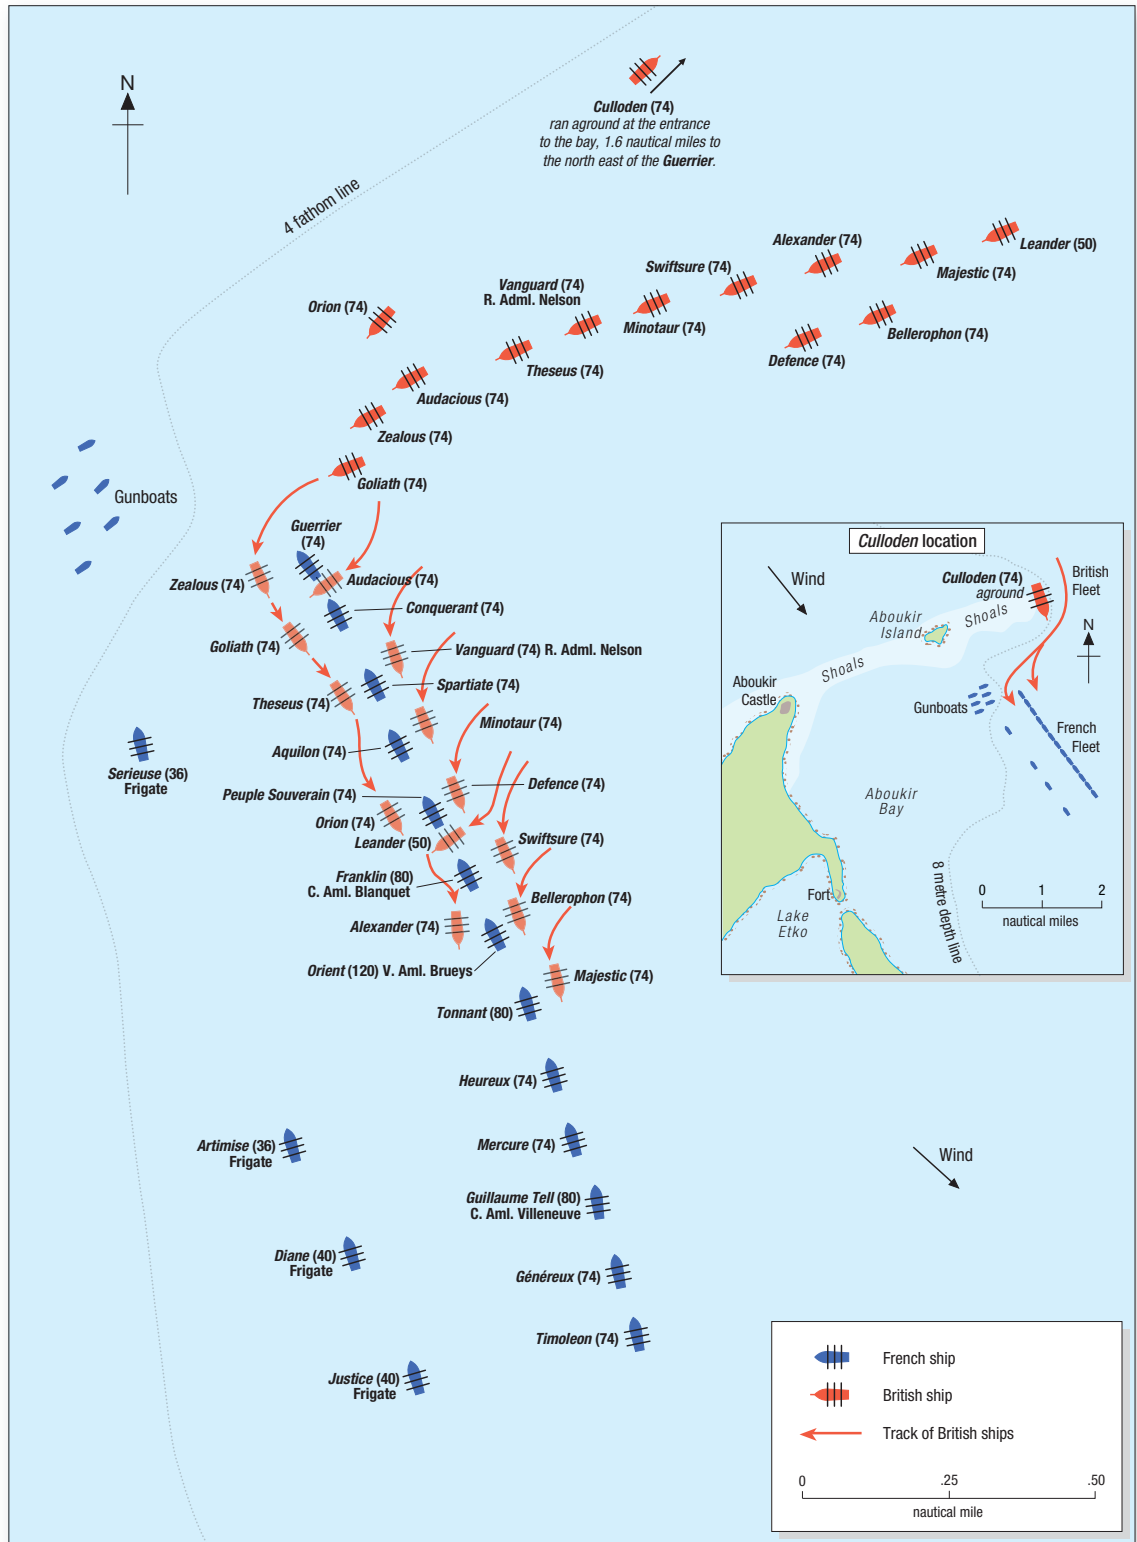 N
Culloden (74)
ran aground at the entrance
to the bay, 1.6 nautical miles to
the north east of the Guerrier.
4 fathom line
Leander (50)
Alexander (74)
Majestic (74)
Swiftsure (74)
Vanguard (74)
R. Adml. Nelson
Orion (74)
Minotaur (74)
Bellerophon (74)
Defence (74)
Theseus (74)
Audacious (74)
Zealous (74)
Goliath (74)
Gunboats
Guerrier
(74)
Zealous (74)
Audacious (74)
Conquerant (74)
Goliath (74)
Vanguard (74) R. Adml. Nelson
Spartiate (74)
Theseus (74)
Minotaur (74)
Aquilon (74)
Serieuse (36)
Frigate
Defence (74)
Peuple Souverain (74)
Orion (74)
Leander (50)
Swiftsure (74)
Franklin (80)
C. Aml. Blanquet
Bellerophon (74)
Alexander (74)
Orient (120) V. Aml. Brueys
Majestic (74)
Tonnant (80)
Heureux (74)
Artimise (36)
Frigate
Mercure (74)
Wind
Guillaume Tell (80)
C. Aml. Villeneuve
Diane (40)
Frigate
Généreux (74)
Timoleon (74)
Justice (40)
Frigate
Culloden location
Wind
Culloden (74)
aground
British
Fleet
Aboukir
Island
Shoals
N
Shoals
Aboukir
Castle
Gunboats
French
Fleet
Aboukir
Bay
8 metre depth line
Fort
Lake
Etko
0 1 2
nautical miles
French ship
British ship
Track of British ships
0 .25 .50
nautical mile